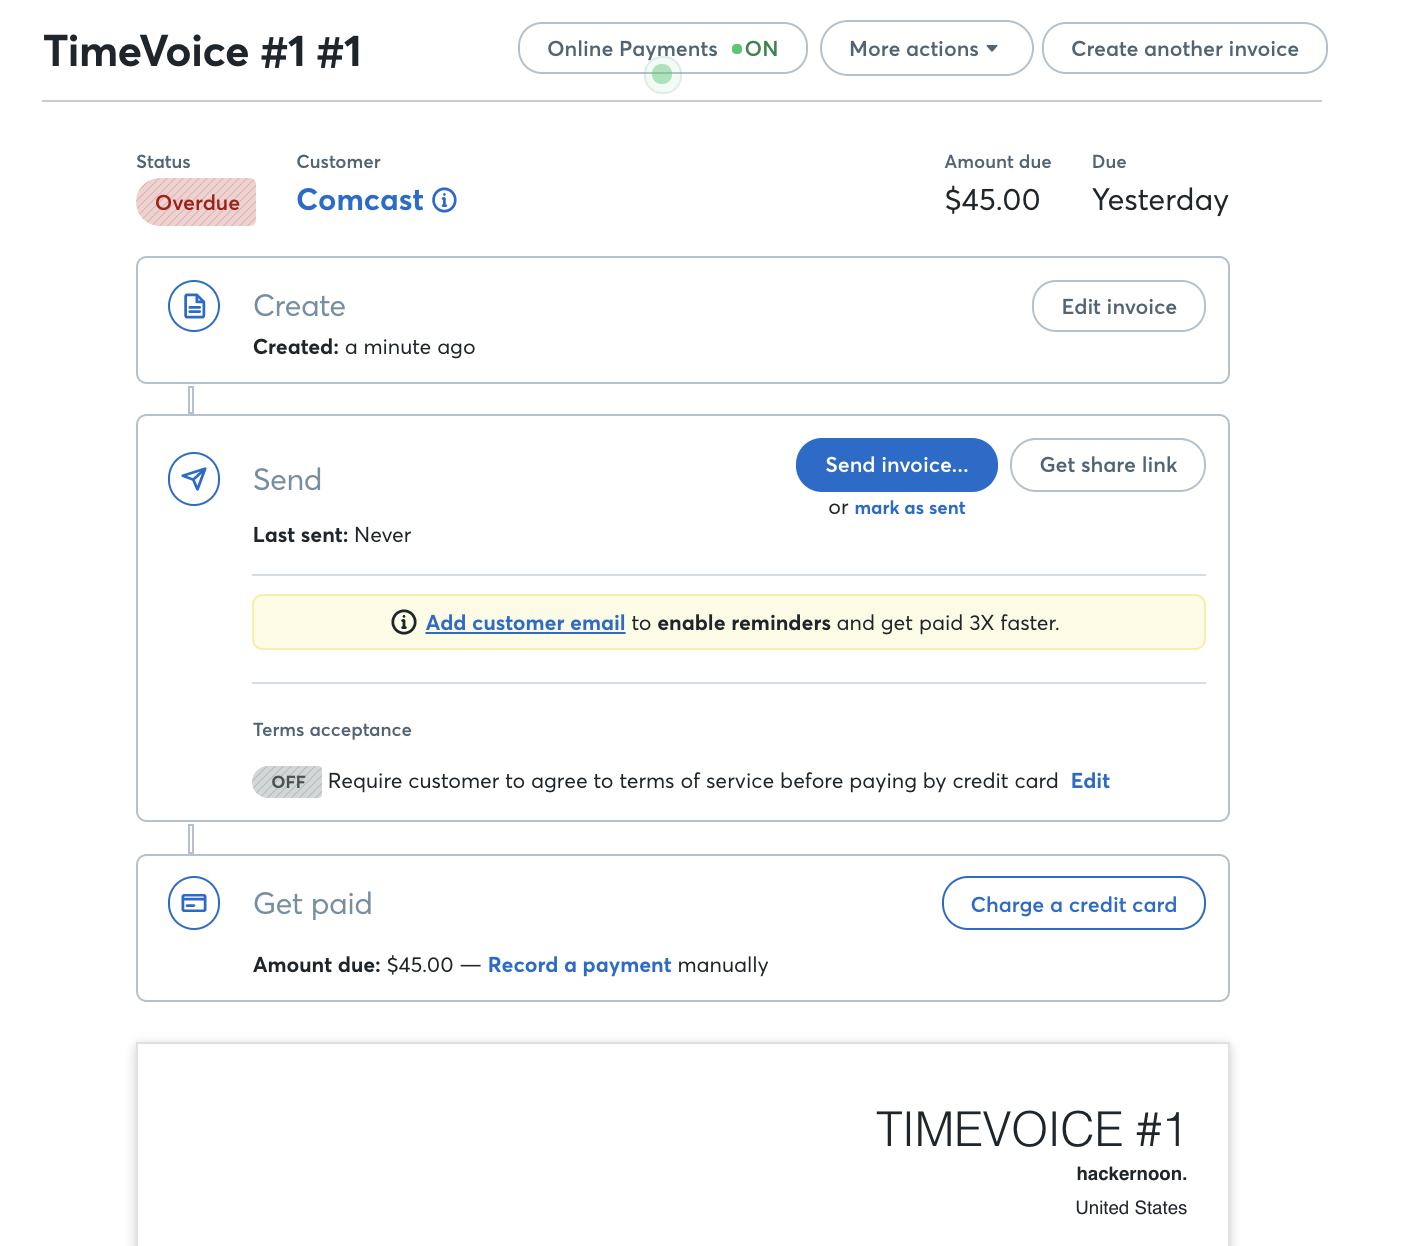 TimeVoice #1 #1
Online Payments ON
More actions
Create another invoice
Status
Customer
Amount due
Due
Overdue
Comcast
$45.00
Yesterday
Create
Edit invoice
Created: a minute ago
Send
Send invoice...
Get share link
or mark as sent
Last sent: Never
Add customer email to enable reminders and get paid 3X faster.
Terms acceptance
OFF Require customer to agree to terms of service before paying by credit card Edit
Get paid
Charge a credit card
Amount due: $45.00 — Record a payment manually
TIMEVOICE #1
hackernoon.
United States